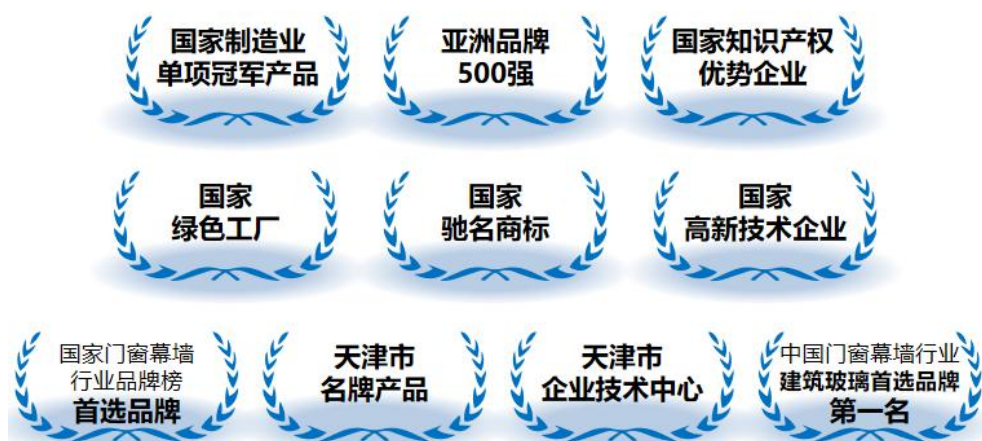 国家制造业
单项冠军产品
亚洲品牌
500强
国家知识产权
优势企业
国家
绿色工厂
国家
驰名商标
国家
高新技术企业
国家门窗幕墙
行业品牌榜
首选品牌
天津市
名牌产品
天津市
企业技术中心
中国门窗幕墙行业
建筑玻璃首选品牌
第一名